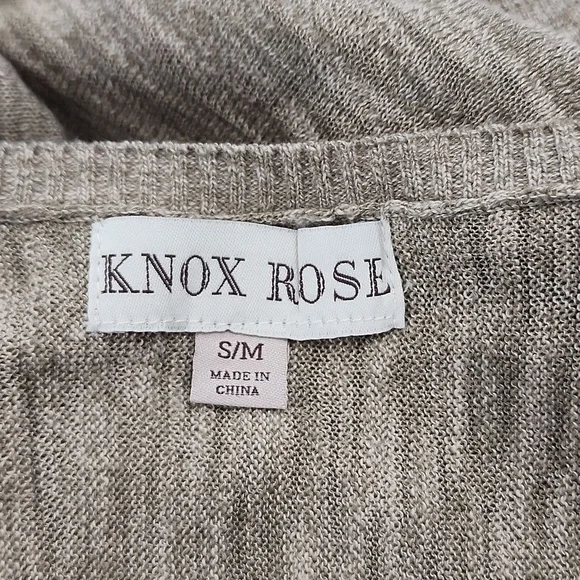 KNOX ROSE
S/M
MADE IN
CHINA